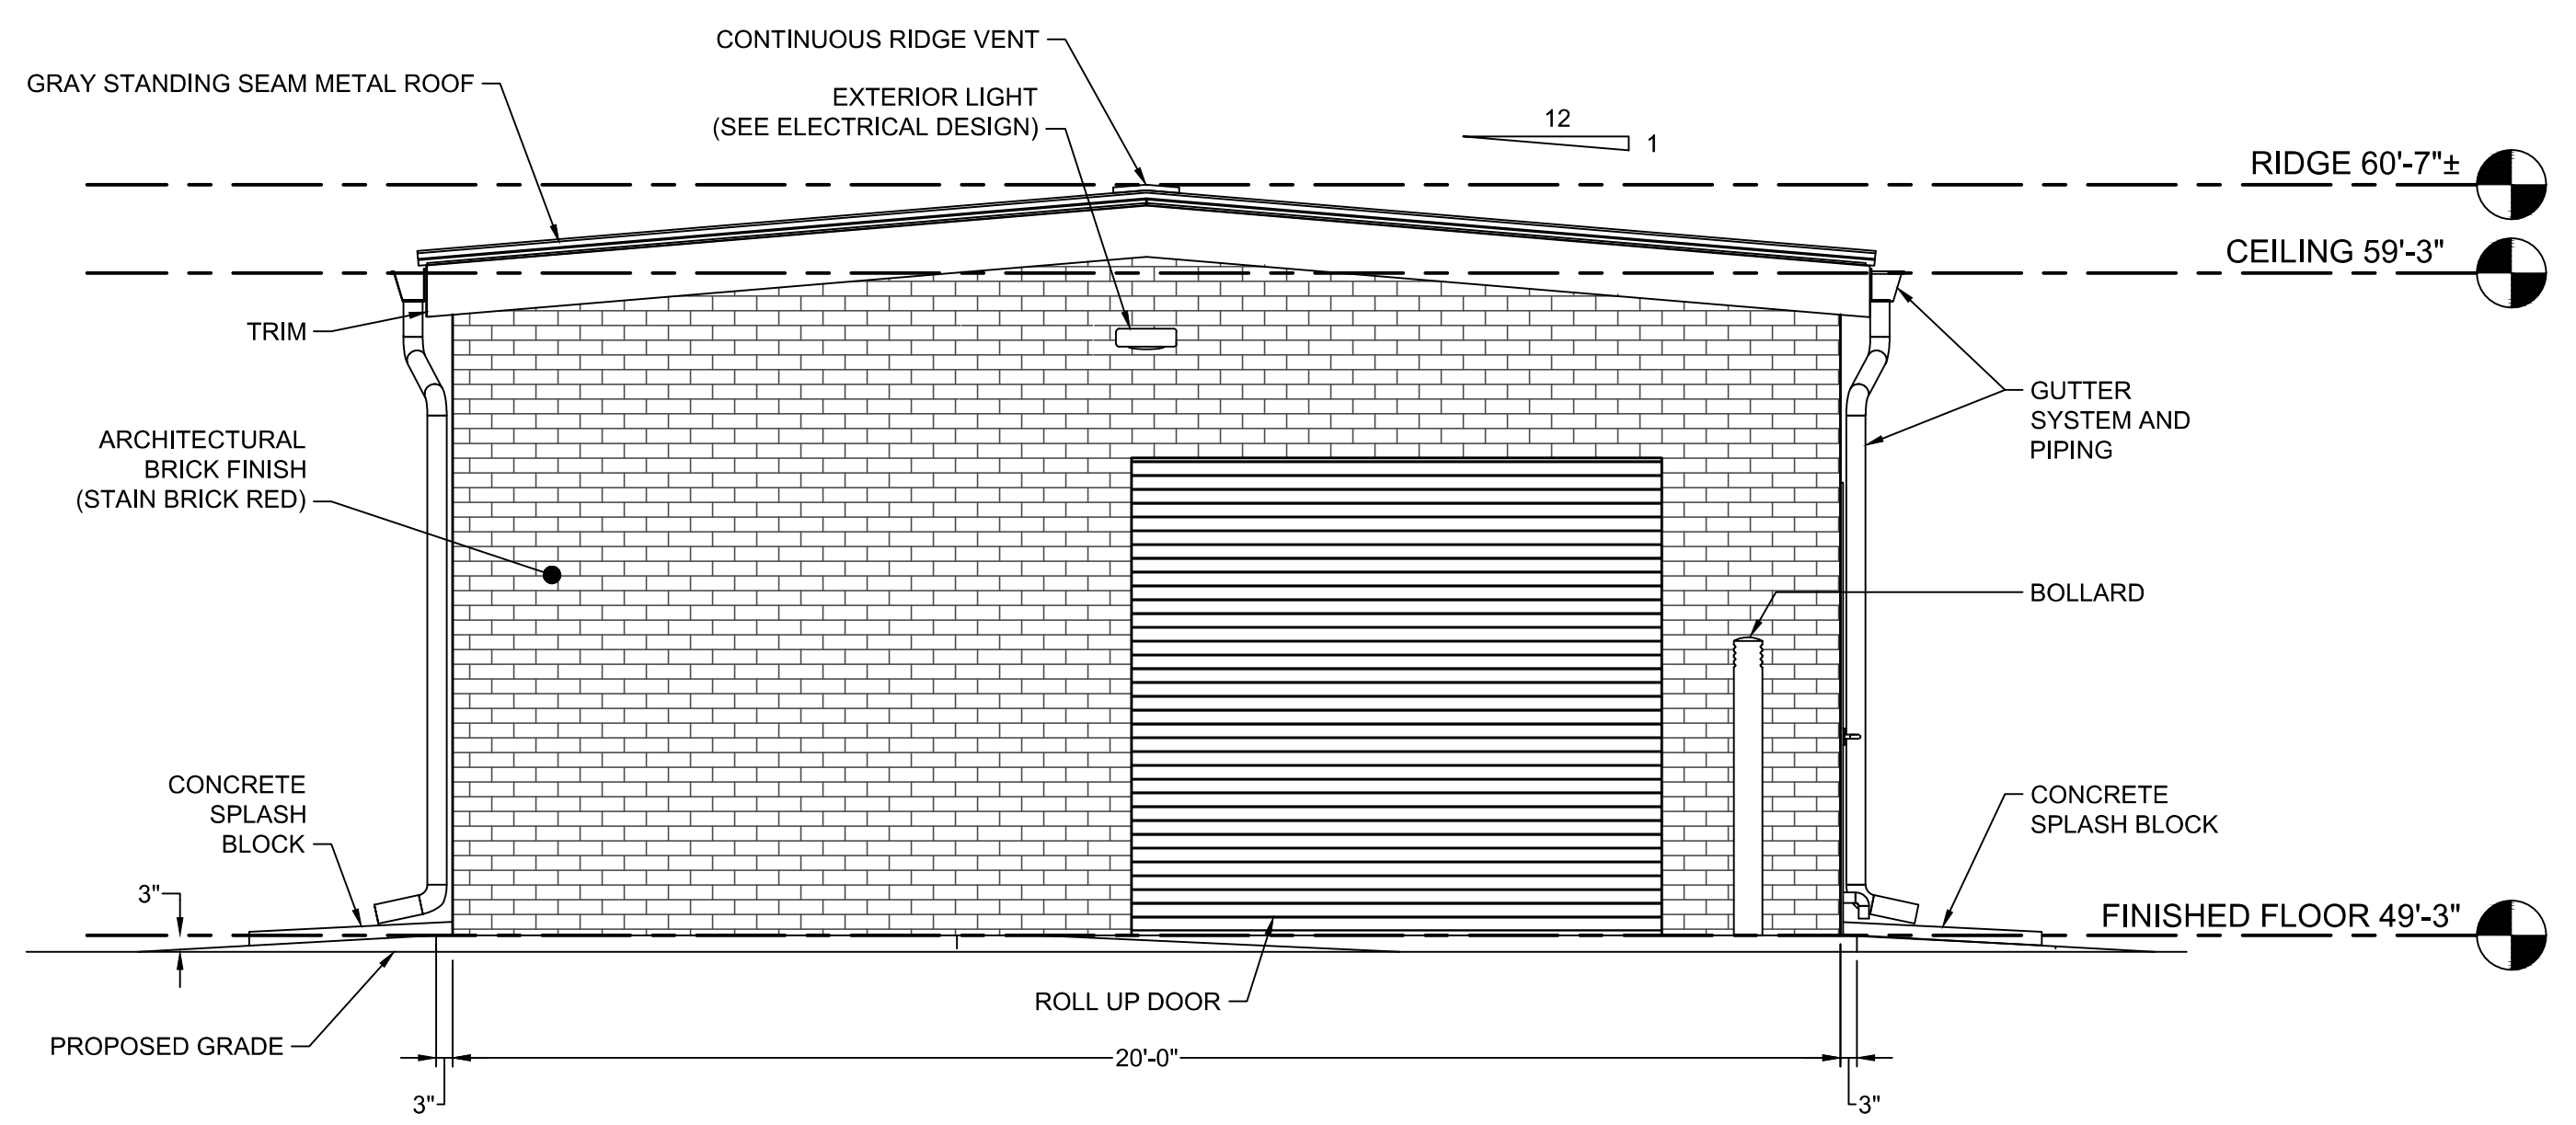 CONTINUOUS RIDGE VENT
GRAY STANDING SEAM METAL ROOF
EXTERIOR LIGHT
(SEE ELECTRICAL DESIGN)
12
1
RIDGE 60'-7"±
CEILING 59'-3"
TRIM
GUTTER
SYSTEM AND
PIPING
ARCHITECTURAL
BRICK FINISH
(STAIN BRICK RED)
BOLLARD
CONCRETE
SPLASH
BLOCK
CONCRETE
SPLASH BLOCK
3"
FINISHED FLOOR 49'-3"
ROLL UP DOOR
PROPOSED GRADE
20'-0"
3"
3"